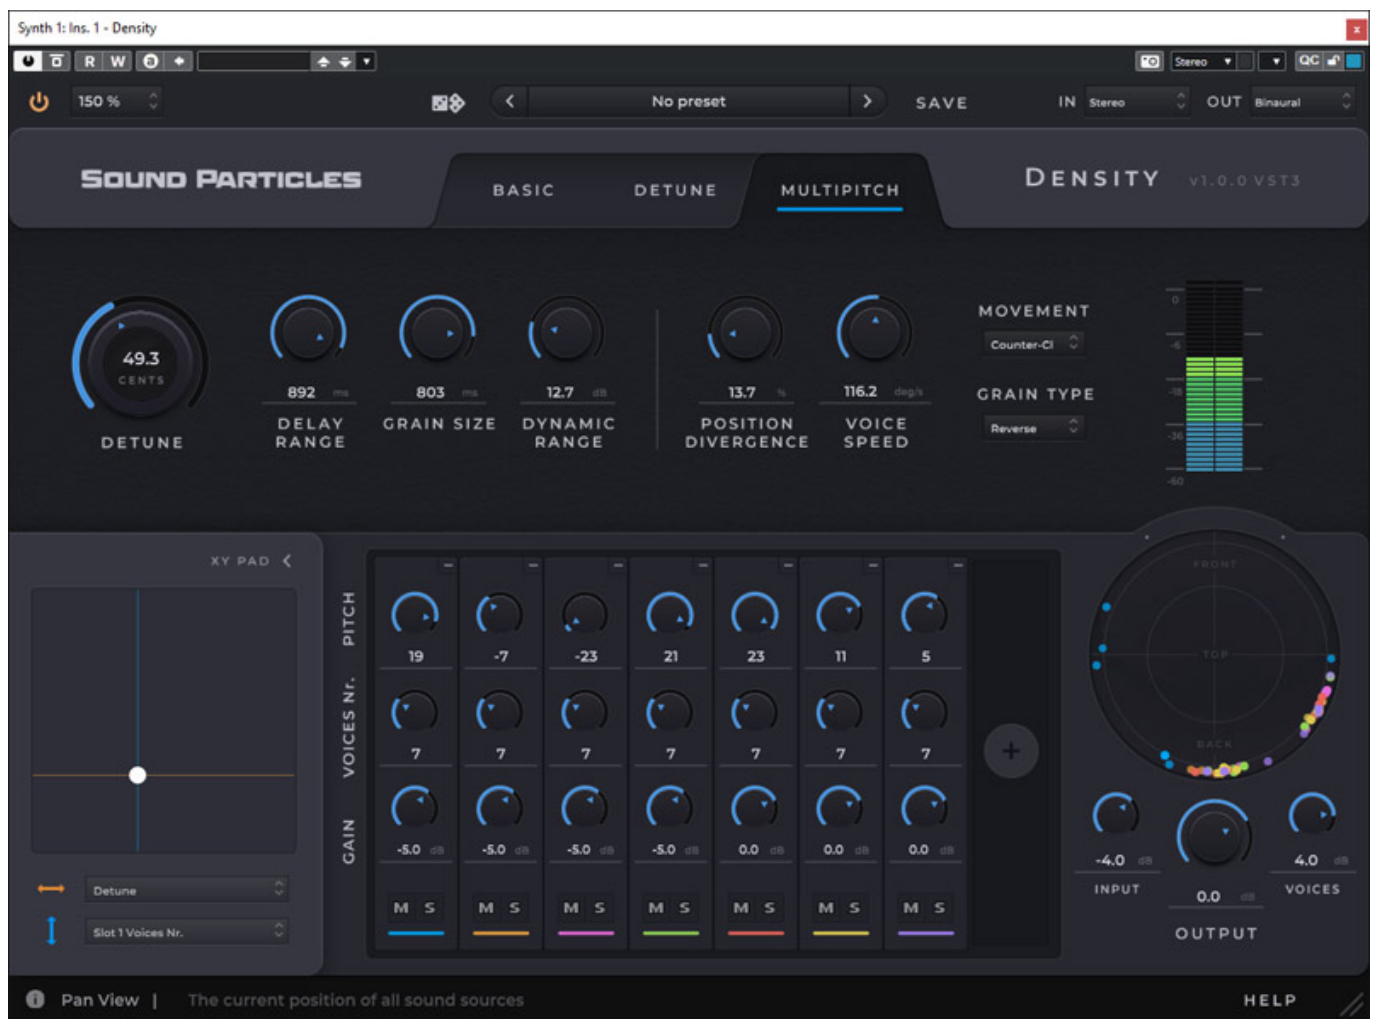 Synth 1: Ins. 1 - Density
x
R W a Stereo QC
150 % No preset SAVE IN Stereo OUT Binaural
SOUND PARTICLES BASIC DETUNE MULTIPITCH DENSITY v1.0.0 VST3
49.3
CENTS
DETUNE
892 ms
DELAY
RANGE
803 ms
GRAIN SIZE
12.7 dB
DYNAMIC
RANGE
13.7 %
POSITION
DIVERGENCE
116.2 deg/s
VOICE
SPEED
MOVEMENT
Counter-Cl
GRAIN TYPE
Reverse
0
-6
-18
-36
-60
XY PAD
Detune
Slot 1 Voices Nr.
PITCH
19 -7 -23 21 23 11 5
VOICES Nr.
7 7 7 7 7 7 7
+
GAIN
-5.0 dB -5.0 dB -5.0 dB -5.0 dB 0.0 dB 0.0 dB 0.0 dB
M S M S M S M S M S M S M S
FRONT
TOP
BACK
-4.0 dB
INPUT
0.0 dB
OUTPUT
4.0 dB
VOICES
Pan View | The current position of all sound sources
HELP